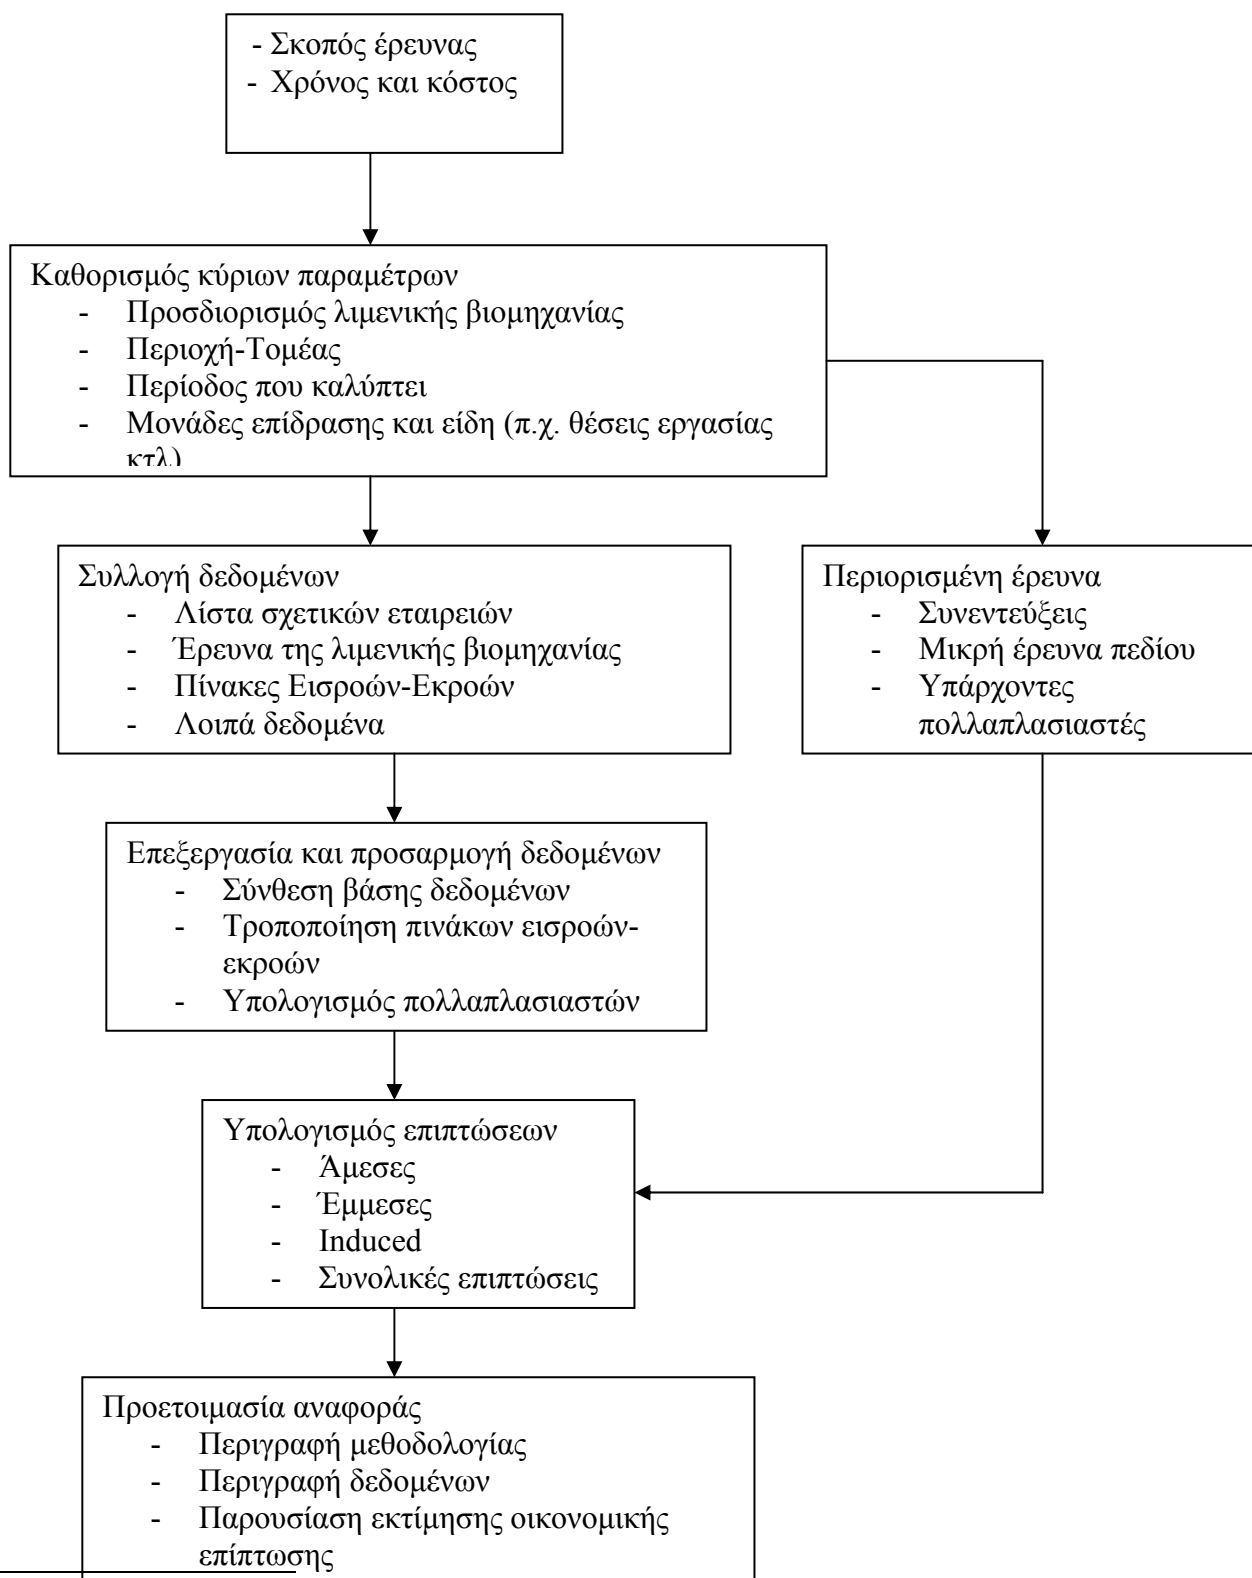 - Σκοπός έρευνας
- Χρόνος και κόστος
Καθορισμός κύριων παραμέτρων
- Προσδιορισμός λιμενικής βιομηχανίας
- Περιοχή-Τομέας
- Περίοδος που καλύπτει
- Μονάδες επίδρασης και είδη (π.χ. θέσεις εργασίας
κτλ)
Συλλογή δεδομένων
- Λίστα σχετικών εταιρειών
- Έρευνα της λιμενικής βιομηχανίας
- Πίνακες Εισροών-Εκροών
- Λοιπά δεδομένα
Περιορισμένη έρευνα
- Συνεντεύξεις
- Μικρή έρευνα πεδίου
- Υπάρχοντες
πολλαπλασιαστές
Επεξεργασία και προσαρμογή δεδομένων
- Σύνθεση βάσης δεδομένων
- Τροποποίηση πινάκων εισροών-
εκροών
- Υπολογισμός πολλαπλασιαστών
Υπολογισμός επιπτώσεων
- Άμεσες
- Έμμεσες
- Induced
- Συνολικές επιπτώσεις
Προετοιμασία αναφοράς
- Περιγραφή μεθοδολογίας
- Περιγραφή δεδομένων
- Παρουσίαση εκτίμησης οικονομικής
επίπτωσης